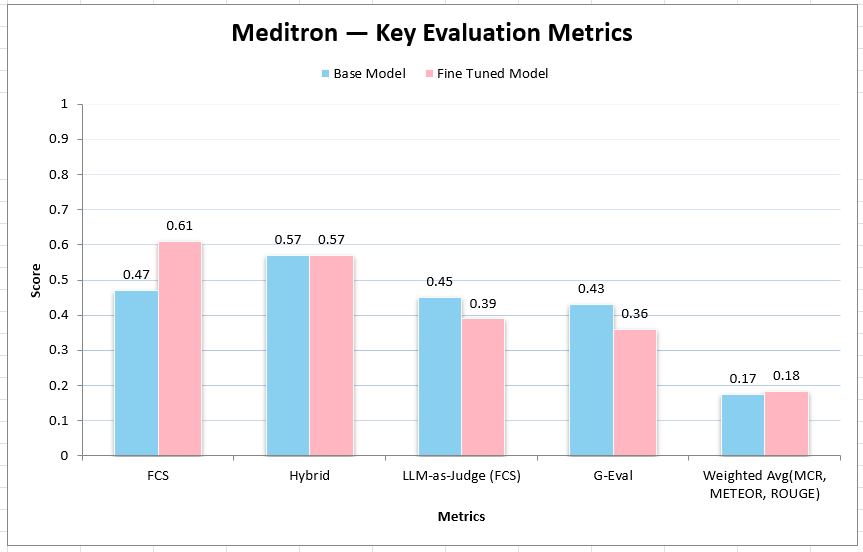 Meditron — Key Evaluation Metrics
Base Model Fine Tuned Model
1
0.9
0.8
0.7
0.6
0.5
0.4
0.3
0.2
0.1
0
Score
0.47 0.61
0.57 0.57
0.45 0.39
0.43 0.36
0.17 0.18
FCS
Hybrid
LLM-as-Judge (FCS)
G-Eval
Weighted Avg(MCR,
METEOR, ROUGE)
Metrics